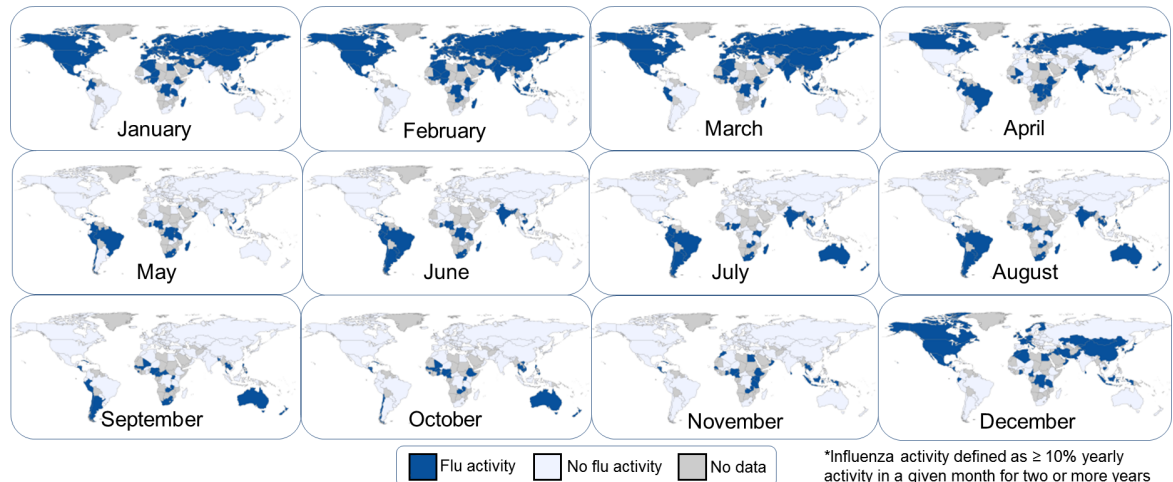 January
February
March
April
May
June
July
August
September
October
November
December
Flu activity
No flu activity
No data
*Influenza activity defined as ≥ 10% yearly
activity in a given month for two or more years